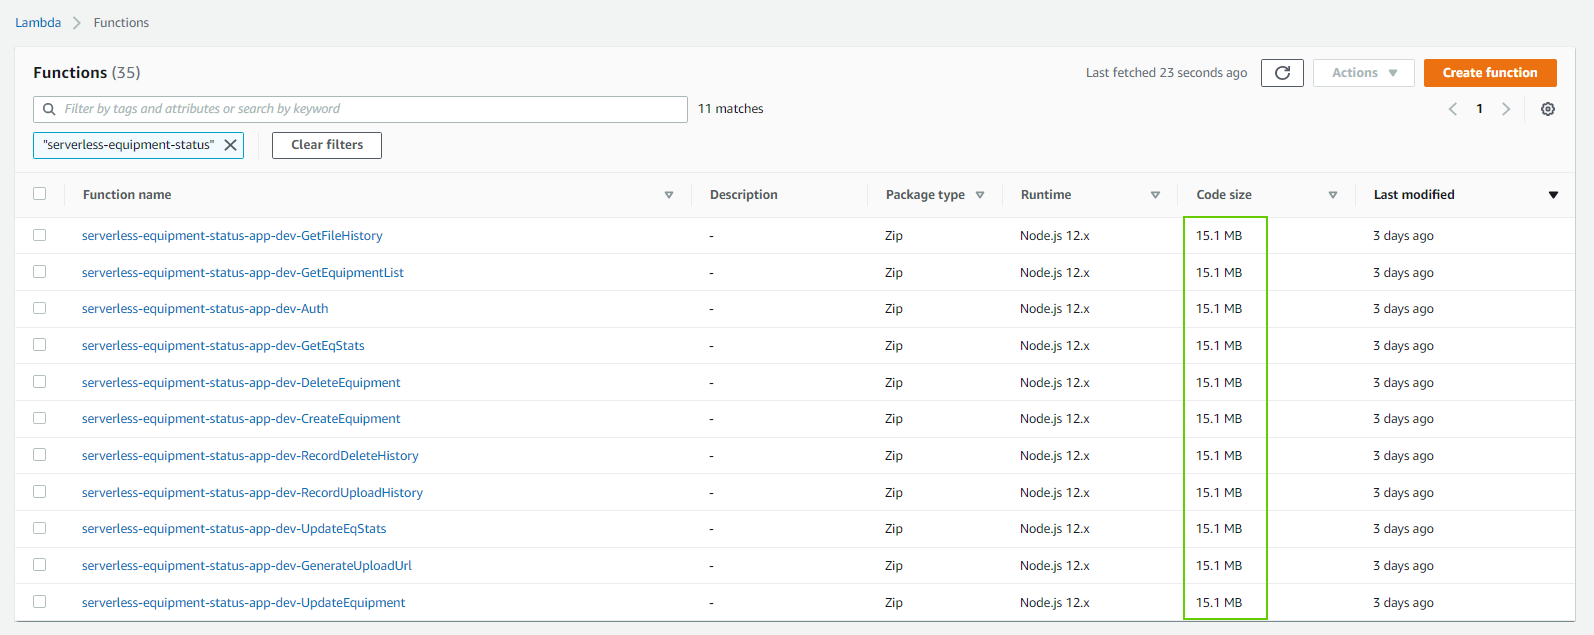 Lambda > Functions
Functions (35) Last fetched 23 seconds ago Actions Create function
Filter by tags and attributes or search by keyword 11 matches 1
"serverless-equipment-status" Clear filters
Function name Description Package type Runtime Code size Last modified
serverless-equipment-status-app-dev-GetFileHistory - Zip Node.js 12.x 15.1 MB 3 days ago
serverless-equipment-status-app-dev-GetEquipmentList - Zip Node.js 12.x 15.1 MB 3 days ago
serverless-equipment-status-app-dev-Auth - Zip Node.js 12.x 15.1 MB 3 days ago
serverless-equipment-status-app-dev-GetEqStats - Zip Node.js 12.x 15.1 MB 3 days ago
serverless-equipment-status-app-dev-DeleteEquipment - Zip Node.js 12.x 15.1 MB 3 days ago
serverless-equipment-status-app-dev-CreateEquipment - Zip Node.js 12.x 15.1 MB 3 days ago
serverless-equipment-status-app-dev-RecordDeleteHistory - Zip Node.js 12.x 15.1 MB 3 days ago
serverless-equipment-status-app-dev-RecordUploadHistory - Zip Node.js 12.x 15.1 MB 3 days ago
serverless-equipment-status-app-dev-UpdateEqStats - Zip Node.js 12.x 15.1 MB 3 days ago
serverless-equipment-status-app-dev-GenerateUploadUrl - Zip Node.js 12.x 15.1 MB 3 days ago
serverless-equipment-status-app-dev-UpdateEquipment - Zip Node.js 12.x 15.1 MB 3 days ago